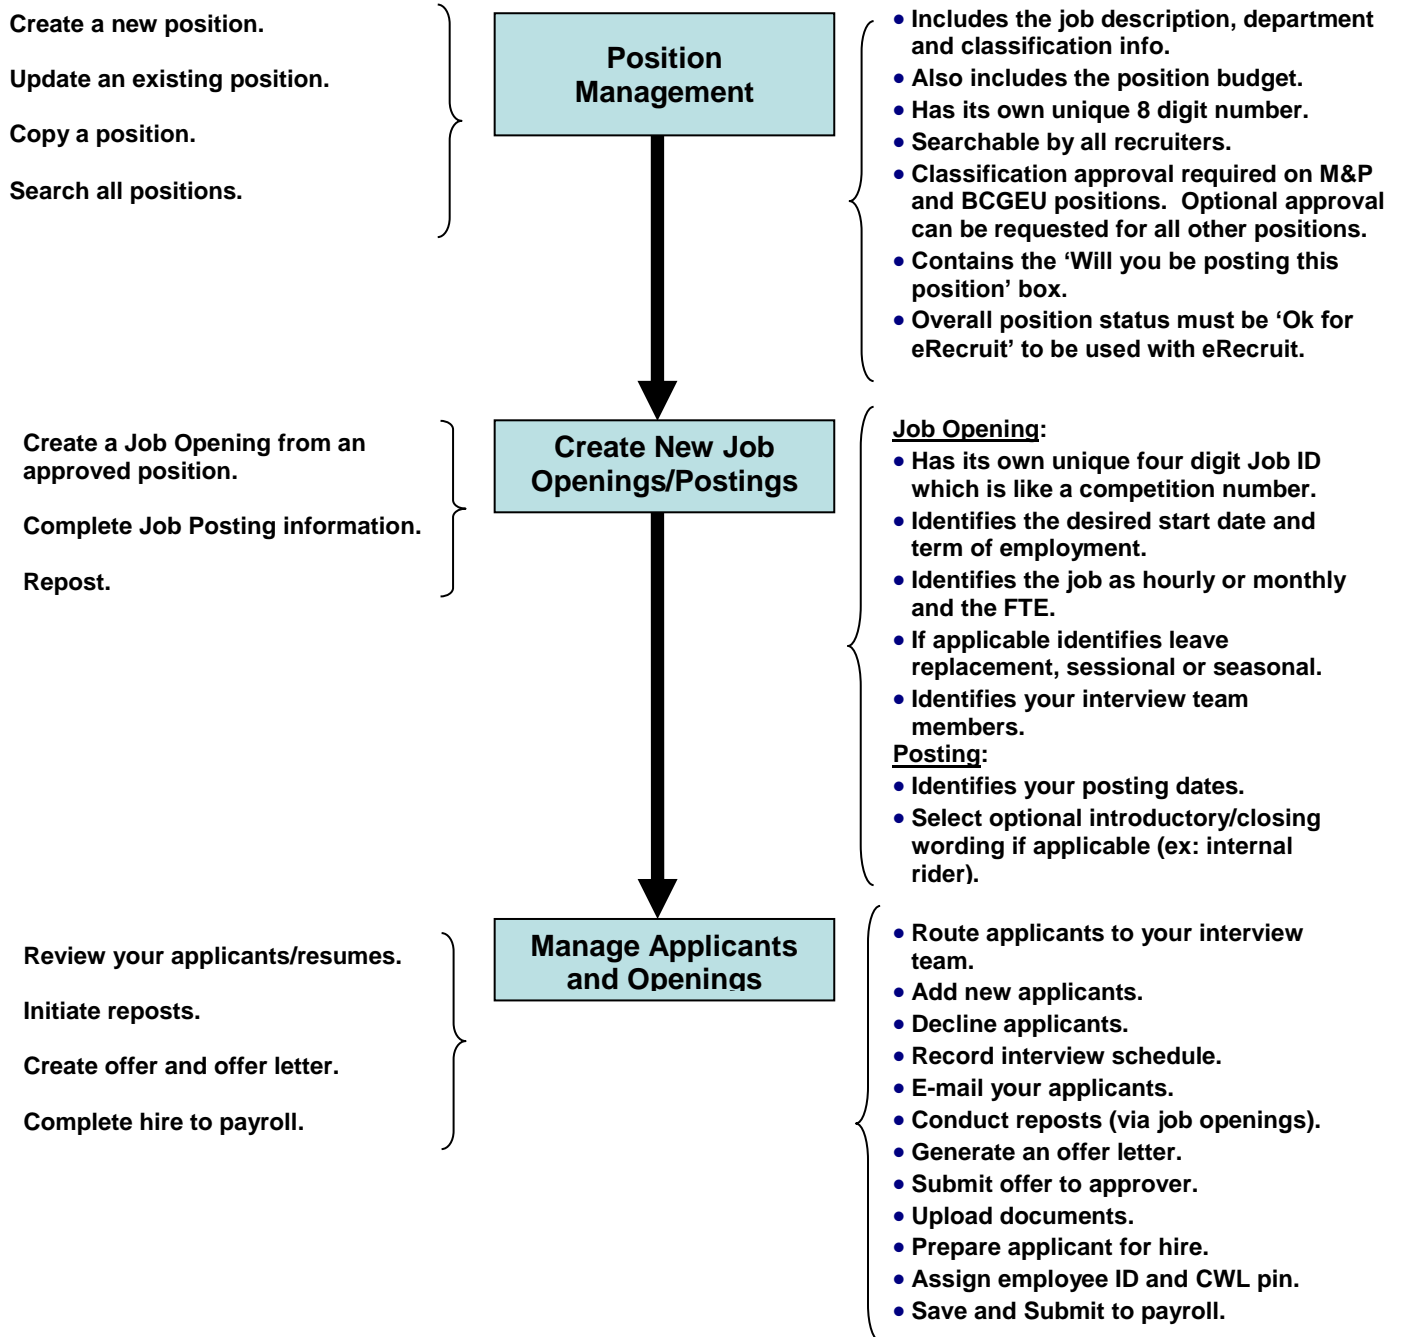 Create a new position.
Update an existing position.
Copy a position.
Search all positions.
Position
Management
• Includes the job description, department
and classification info.
• Also includes the position budget.
• Has its own unique 8 digit number.
• Searchable by all recruiters.
• Classification approval required on M&P
and BCGEU positions.  Optional approval
can be requested for all other positions.
• Contains the ‘Will you be posting this
position’ box.
• Overall position status must be ‘Ok for
eRecruit’ to be used with eRecruit.
Create a Job Opening from an
approved position.
Complete Job Posting information.
Repost.
Create New Job
Openings/Postings
Job Opening:
• Has its own unique four digit Job ID
which is like a competition number.
• Identifies the desired start date and
term of employment.
• Identifies the job as hourly or monthly
and the FTE.
• If applicable identifies leave
replacement, sessional or seasonal.
• Identifies your interview team
members.
Posting:
• Identifies your posting dates.
• Select optional introductory/closing
wording if applicable (ex: internal
rider).
Review your applicants/resumes.
Initiate reposts.
Create offer and offer letter.
Complete hire to payroll.
Manage Applicants
and Openings
• Route applicants to your interview
team.
• Add new applicants.
• Decline applicants.
• Record interview schedule.
• E-mail your applicants.
• Conduct reposts (via job openings).
• Generate an offer letter.
• Submit offer to approver.
• Upload documents.
• Prepare applicant for hire.
• Assign employee ID and CWL pin.
• Save and Submit to payroll.